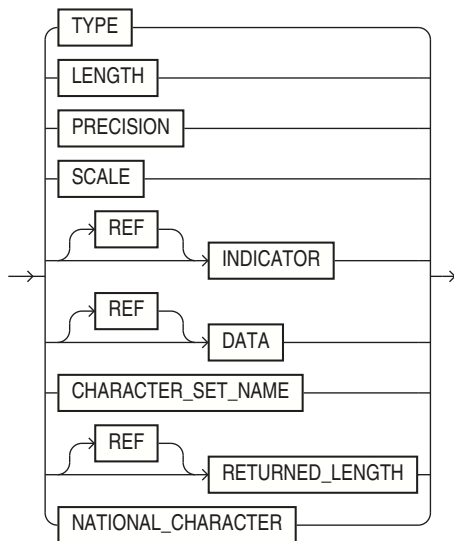 TYPE
LENGTH
PRECISION
SCALE
REF
INDICATOR
REF
DATA
CHARACTER_SET_NAME
REF
RETURNED_LENGTH
NATIONAL_CHARACTER